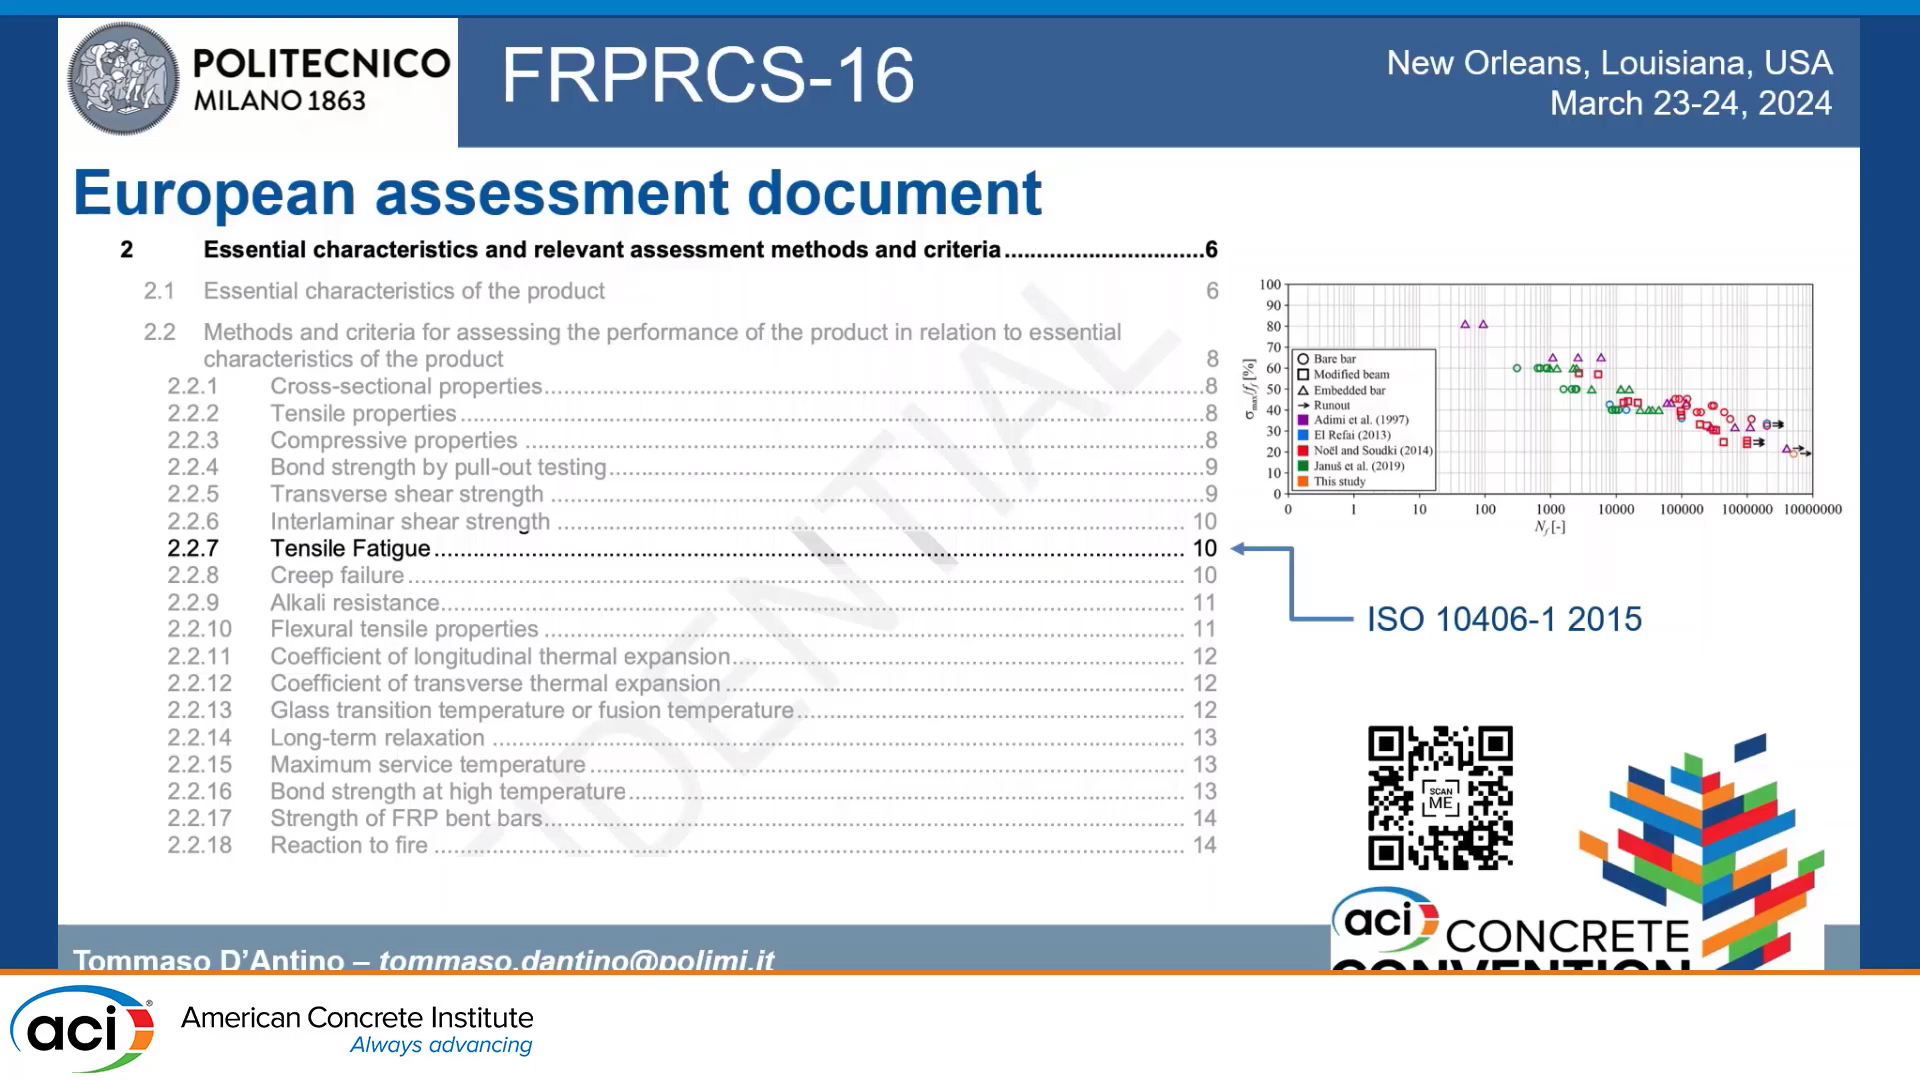 POLITECNICO
MILANO 1863
FRPRCS-16
New Orleans, Louisiana, USA
March 23-24, 2024
European assessment document
2 Essential characteristics and relevant assessment methods and criteria 6
2.1 Essential characteristics of the product 6
2.2 Methods and criteria for assessing the performance of the product in relation to essential
characteristics of the product 8
2.2.1 Cross-sectional properties 8
2.2.2 Tensile properties 8
2.2.3 Compressive properties 8
2.2.4 Bond strength by pull-out testing 9
2.2.5 Transverse shear strength 9
2.2.6 Interlaminar shear strength 10
2.2.7 Tensile Fatigue 10
2.2.8 Creep failure 10
2.2.9 Alkali resistance 11
2.2.10 Flexural tensile properties 11
2.2.11 Coefficient of longitudinal thermal expansion 12
2.2.12 Coefficient of transverse thermal expansion 12
2.2.13 Glass transition temperature or fusion temperature 12
2.2.14 Long-term relaxation 13
2.2.15 Maximum service temperature 13
2.2.16 Bond strength at high temperature 13
2.2.17 Strength of FRP bent bars 14
2.2.18 Reaction to fire 14
IDENTIAL
100
90
80
70
60
50
40
30
20
10
0
σmax/ff [%]
Bare bar
Modified beam
Embedded bar
Runout
Adimi et al. (1997)
El Refai (2013)
Noël and Soudki (2014)
Januš et al. (2019)
This study
0 1 10 100 1000 10000 100000 1000000 10000000
Nf [-]
ISO 10406-1 2015
SCAN
ME
aci CONCRETE
CONVENTION
Tommaso D'Antino – tommaso.dantino@polimi.it
aci® American Concrete Institute
Always advancing